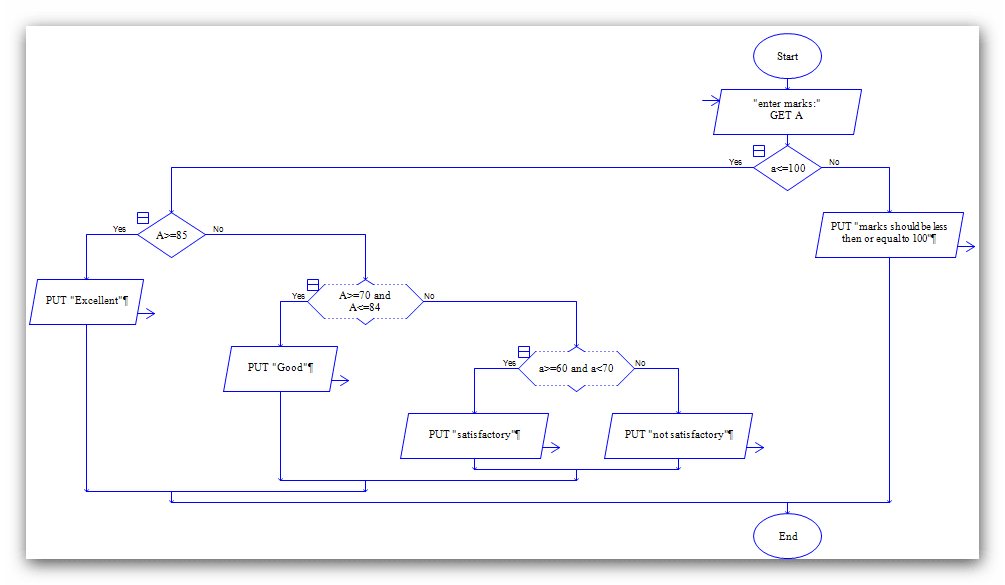 Start
"enter marks:"
GET A
Yes
a<=100
No
PUT "marks should be less
then or equal to 100"¶
Yes
A>=85
No
PUT "Excellent"¶
Yes
A>=70 and
A<=84
No
PUT "Good"¶
Yes
a>=60 and a<70
No
PUT "satisfactory"¶
PUT "not satisfactory"¶
End